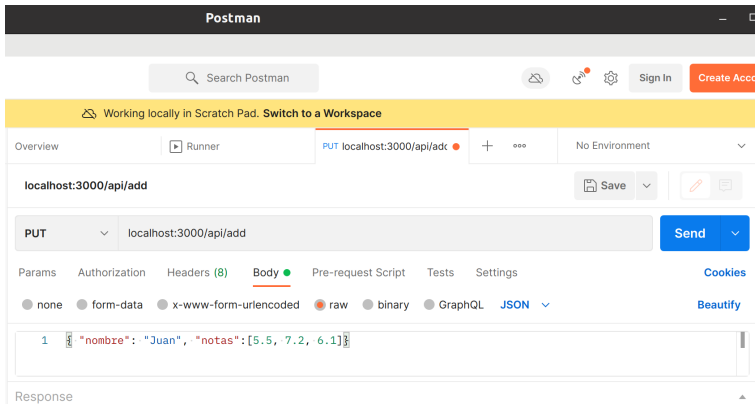 Postman
Search Postman
Sign In
Create Acco
Working locally in Scratch Pad. Switch to a Workspace
Overview
Runner
PUT localhost:3000/api/adc
No Environment
localhost:3000/api/add
Save
PUT
localhost:3000/api/add
Send
Params Authorization Headers (8) Body Pre-request Script Tests Settings Cookies
none form-data x-www-form-urlencoded raw binary GraphQL JSON Beautify
1 { "nombre": "Juan", "notas":[5.5, 7.2, 6.1]}
Response